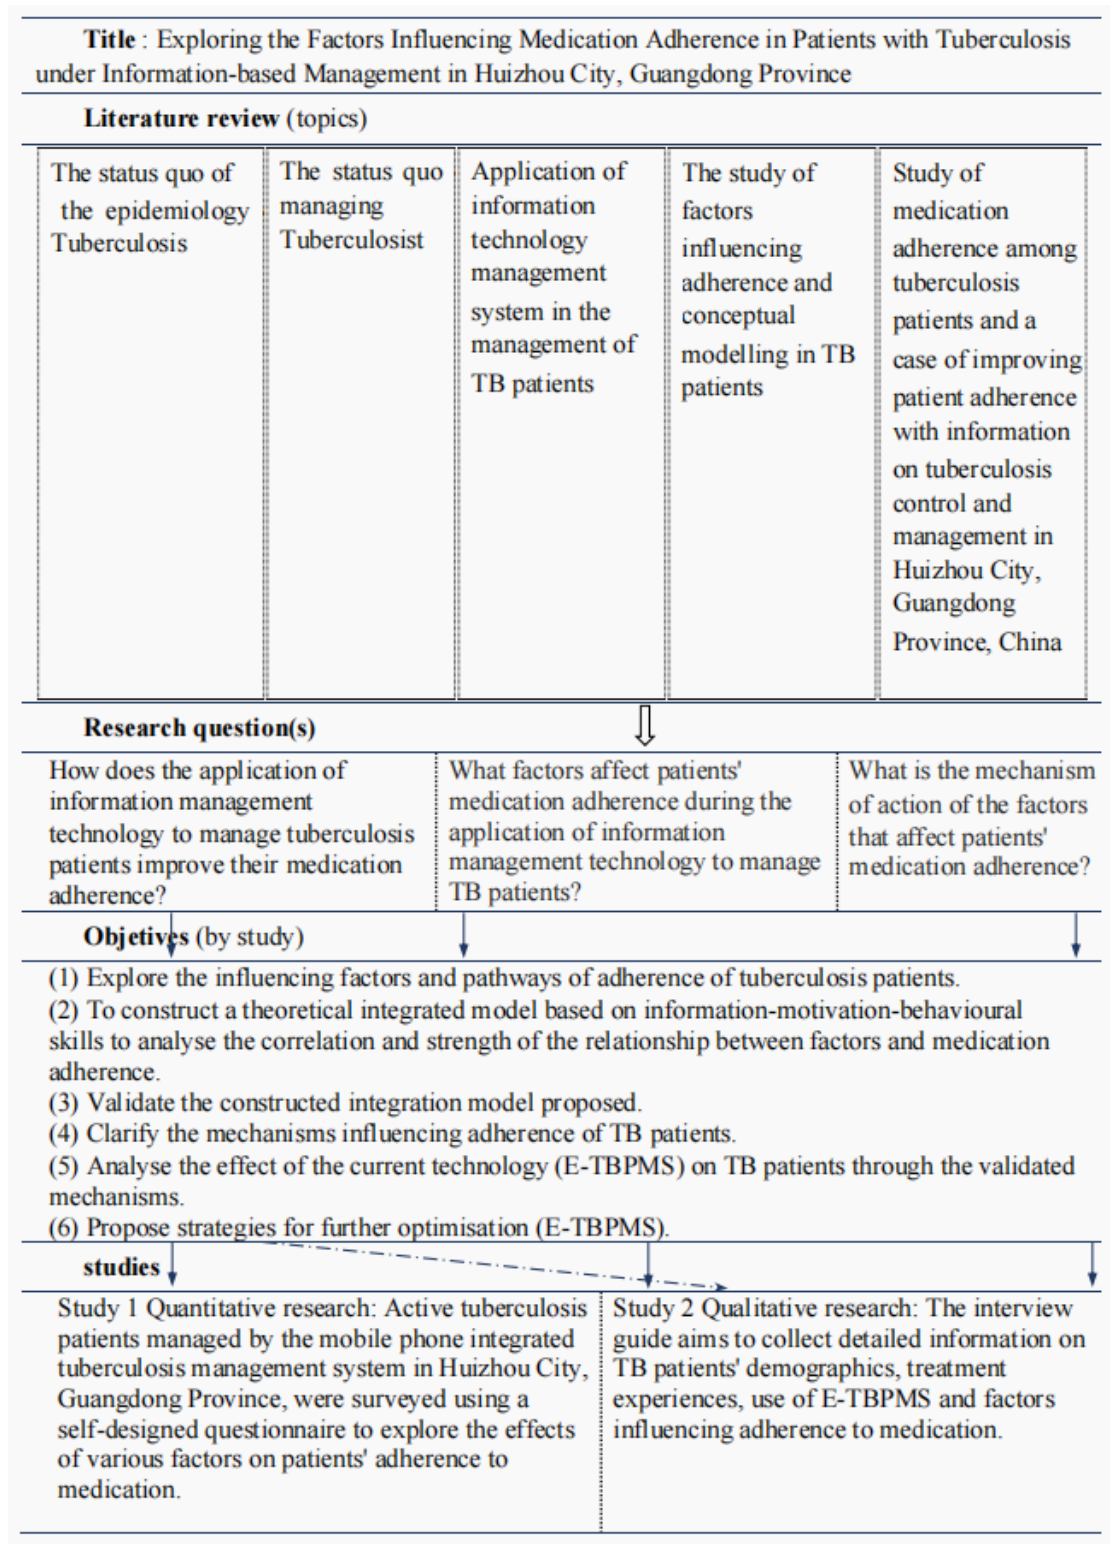 Title : Exploring the Factors Influencing Medication Adherence in Patients with Tuberculosis
under Information-based Management in Huizhou City, Guangdong Province
Literature review (topics)
The status quo of
the epidemiology
Tuberculosis
The status quo
managing
Tuberculosist
Application of
information
technology
management
system in the
management of
TB patients
The study of
factors
influencing
adherence and
conceptual
modelling in TB
patients
Study of
medication
adherence among
tuberculosis
patients and a
case of improving
patient adherence
with information
on tuberculosis
control and
management in
Huizhou City,
Guangdong
Province, China
Research question(s)
How does the application of
information management
technology to manage tuberculosis
patients improve their medication
adherence?
What factors affect patients'
medication adherence during the
application of information
management technology to manage
TB patients?
What is the mechanism
of action of the factors
that affect patients'
medication adherence?
Objetives (by study)
(1) Explore the influencing factors and pathways of adherence of tuberculosis patients.
(2) To construct a theoretical integrated model based on information-motivation-behavioural
skills to analyse the correlation and strength of the relationship between factors and medication
adherence.
(3) Validate the constructed integration model proposed.
(4) Clarify the mechanisms influencing adherence of TB patients.
(5) Analyse the effect of the current technology (E-TBPMS) on TB patients through the validated
mechanisms.
(6) Propose strategies for further optimisation (E-TBPMS).
studies
Study 1 Quantitative research: Active tuberculosis
patients managed by the mobile phone integrated
tuberculosis management system in Huizhou City,
Guangdong Province, were surveyed using a
self-designed questionnaire to explore the effects
of various factors on patients' adherence to
medication.
Study 2 Qualitative research: The interview
guide aims to collect detailed information on
TB patients' demographics, treatment
experiences, use of E-TBPMS and factors
influencing adherence to medication.